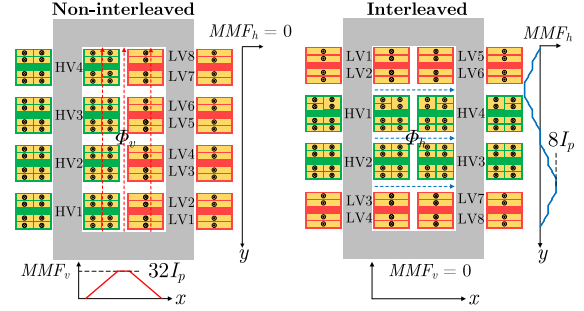 Non-interleaved
MMF_h = 0
HV4
HV3
HV2
HV1
LV8
LV7
LV6
LV5
LV4
LV3
LV2
LV1
Φ_v
y
MMF_v
32I_p
x
Interleaved
MMF_h
LV1
LV2
HV1
HV2
LV3
LV4
LV5
LV6
HV4
HV3
LV7
LV8
Φ_h
8I_p
y
MMF_v = 0
x